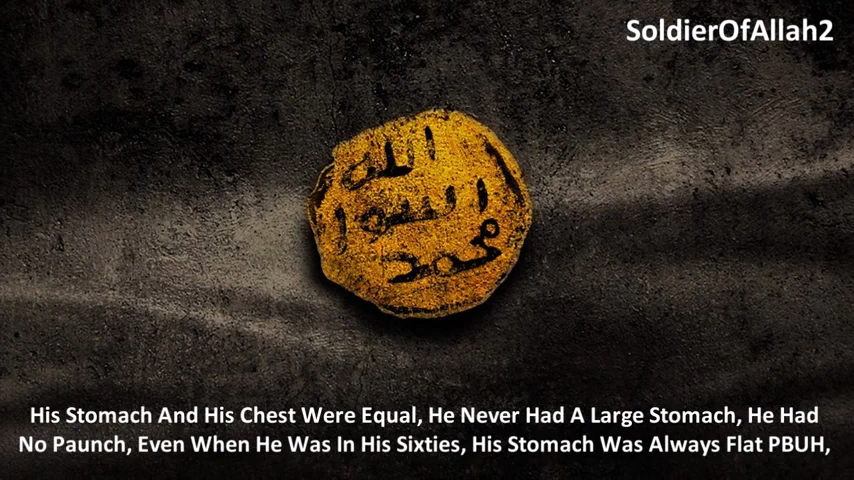 SoldierOfAllah2
الله
رسول
محمد
His Stomach And His Chest Were Equal, He Never Had A Large Stomach, He Had
No Paunch, Even When He Was In His Sixties, His Stomach Was Always Flat PBUH,